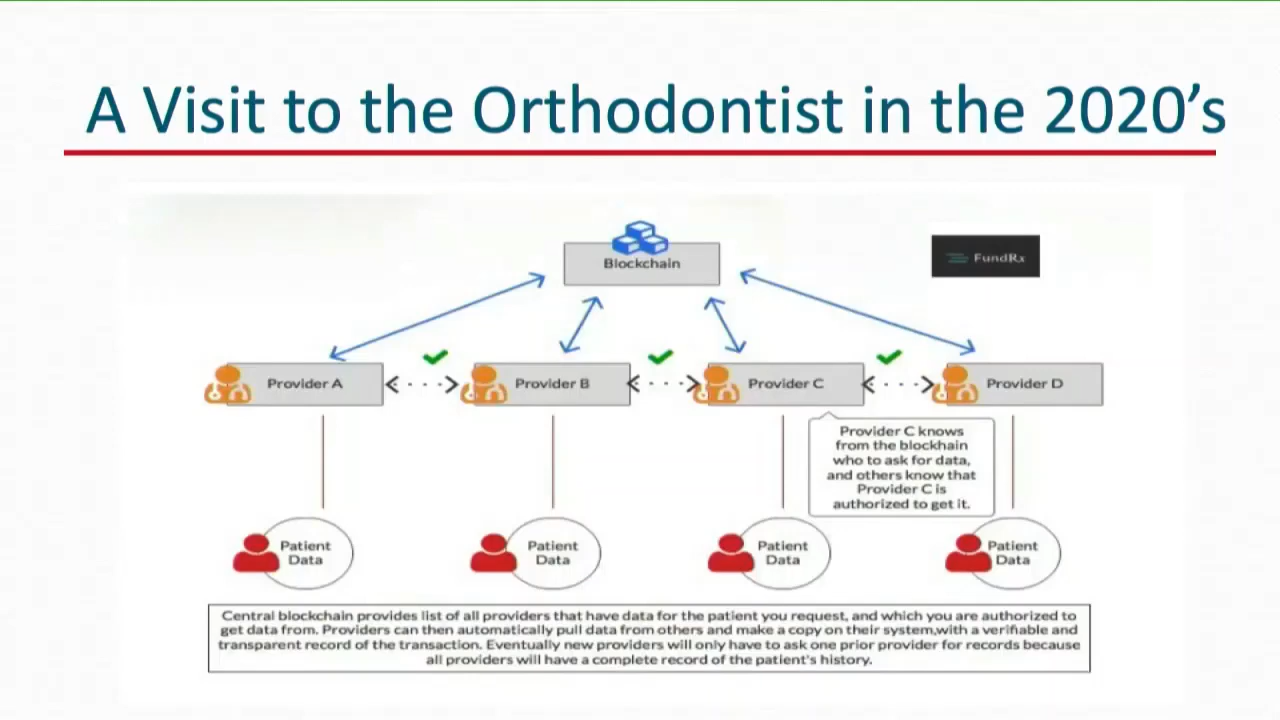 A Visit to the Orthodontist in the 2020's
Blockchain
FundRx
Provider A
Provider B
Provider C
Provider D
Provider C knows
from the blockhain
who to ask for data,
and others know that
Provider C is
authorized to get it.
Patient
Data
Patient
Data
Patient
Data
Patient
Data
Central blockchain provides list of all providers that have data for the patient you request, and which you are authorized to
get data from. Providers can then automatically pull data from others and make a copy on their system,with a verifiable and
transparent record of the transaction. Eventually new providers will only have to ask one prior provider for records because
all providers will have a complete record of the patient's history.